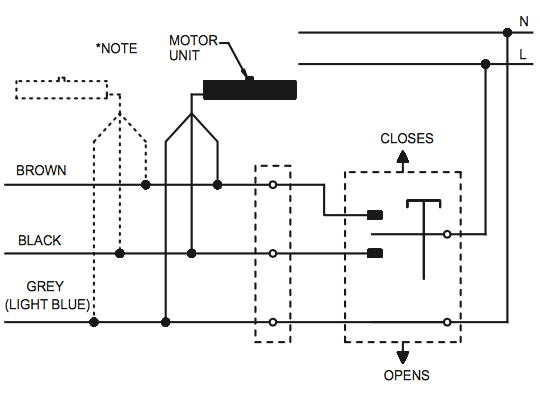 N
*NOTE
MOTOR
UNIT
L
CLOSES
BROWN
BLACK
GREY
(LIGHT BLUE)
OPENS